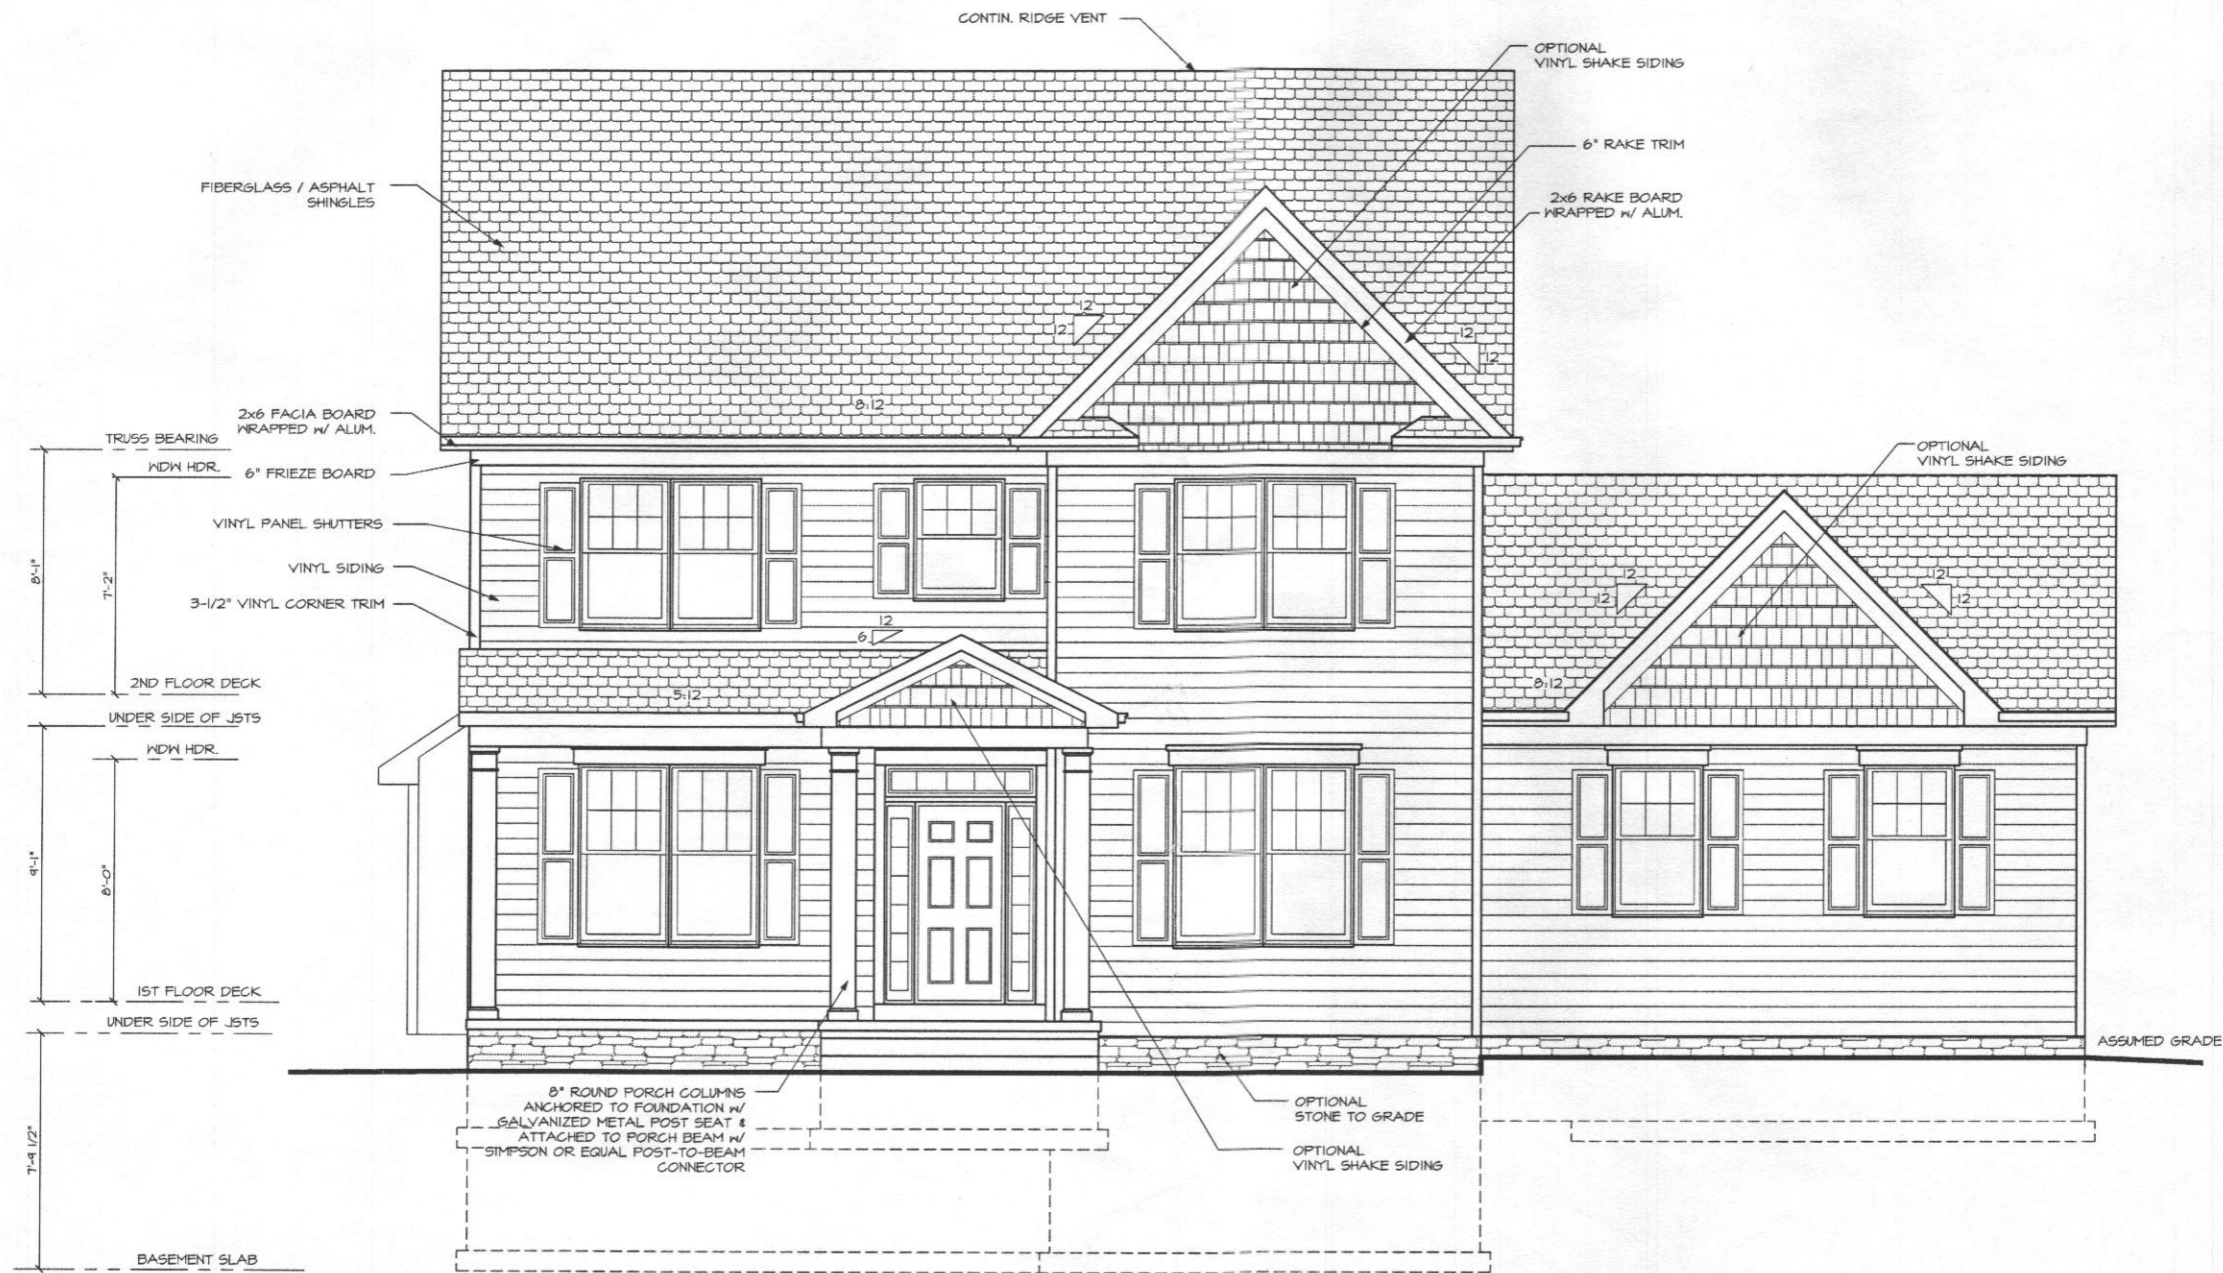 CONTIN. RIDGE VENT
OPTIONAL
VINYL SHAKE SIDING
6" RAKE TRIM
2x6 RAKE BOARD
WRAPPED w/ ALUM.
FIBERGLASS / ASPHALT
SHINGLES
12
12
12
12
8:12
2x6 FACIA BOARD
WRAPPED w/ ALUM.
TRUSS BEARING
WDW HDR.
6" FRIEZE BOARD
OPTIONAL
VINYL SHAKE SIDING
VINYL PANEL SHUTTERS
VINYL SIDING
3-1/2" VINYL CORNER TRIM
8'-1"
7'-2"
12
6
12
12
12
12
2ND FLOOR DECK
5:12
8:12
UNDER SIDE OF JSTS
WDW HDR.
9'-1"
8'-0"
1ST FLOOR DECK
UNDER SIDE OF JSTS
ASSUMED GRADE
8" ROUND PORCH COLUMNS
ANCHORED TO FOUNDATION w/
GALVANIZED METAL POST SEAT &
ATTACHED TO PORCH BEAM w/
SIMPSON OR EQUAL POST-TO-BEAM
CONNECTOR
OPTIONAL
STONE TO GRADE
OPTIONAL
VINYL SHAKE SIDING
7'-9 1/2"
BASEMENT SLAB